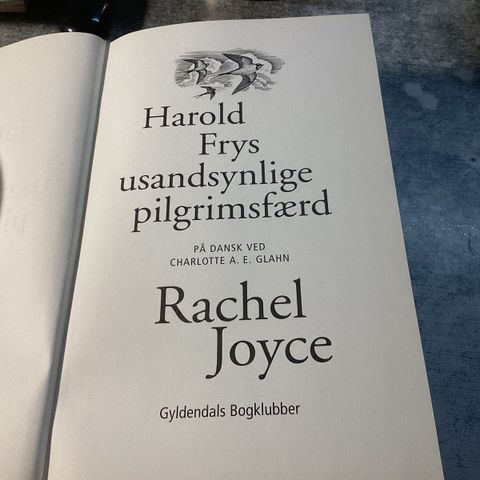 Harold
Frys
usandsynlige
pilgrimsfærd
PÅ DANSK VED
CHARLOTTE A. E. GLAHN
Rachel
Joyce
Gyldendals Bogklubber